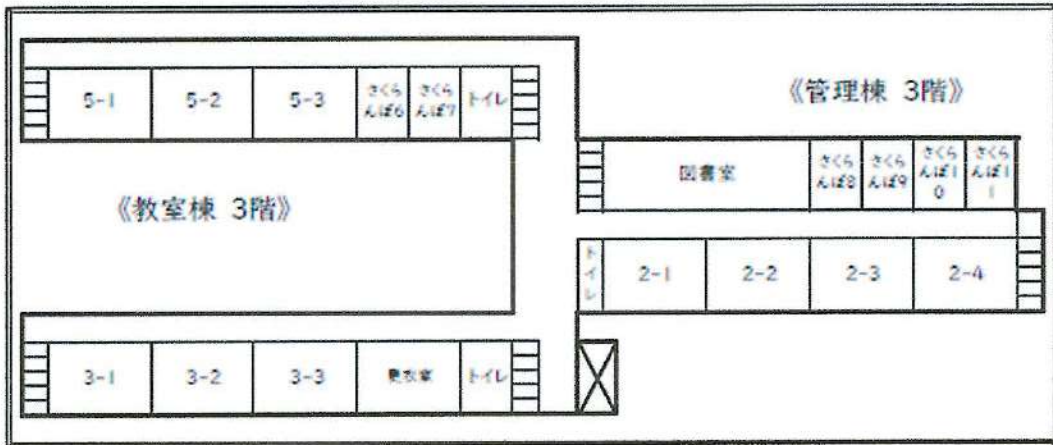 《管理棟 3階》
5-1
5-2
5-3
さくら
んぼ6
さくら
んぼ7
トイレ
図書室
さくら
んぼ8
さくら
んぼ9
さくら
んぼ1
0
さくら
んぼ1
1
《教室棟 3階》
トイレ
2-1
2-2
2-3
2-4
3-1
3-2
3-3
更衣室
トイレ